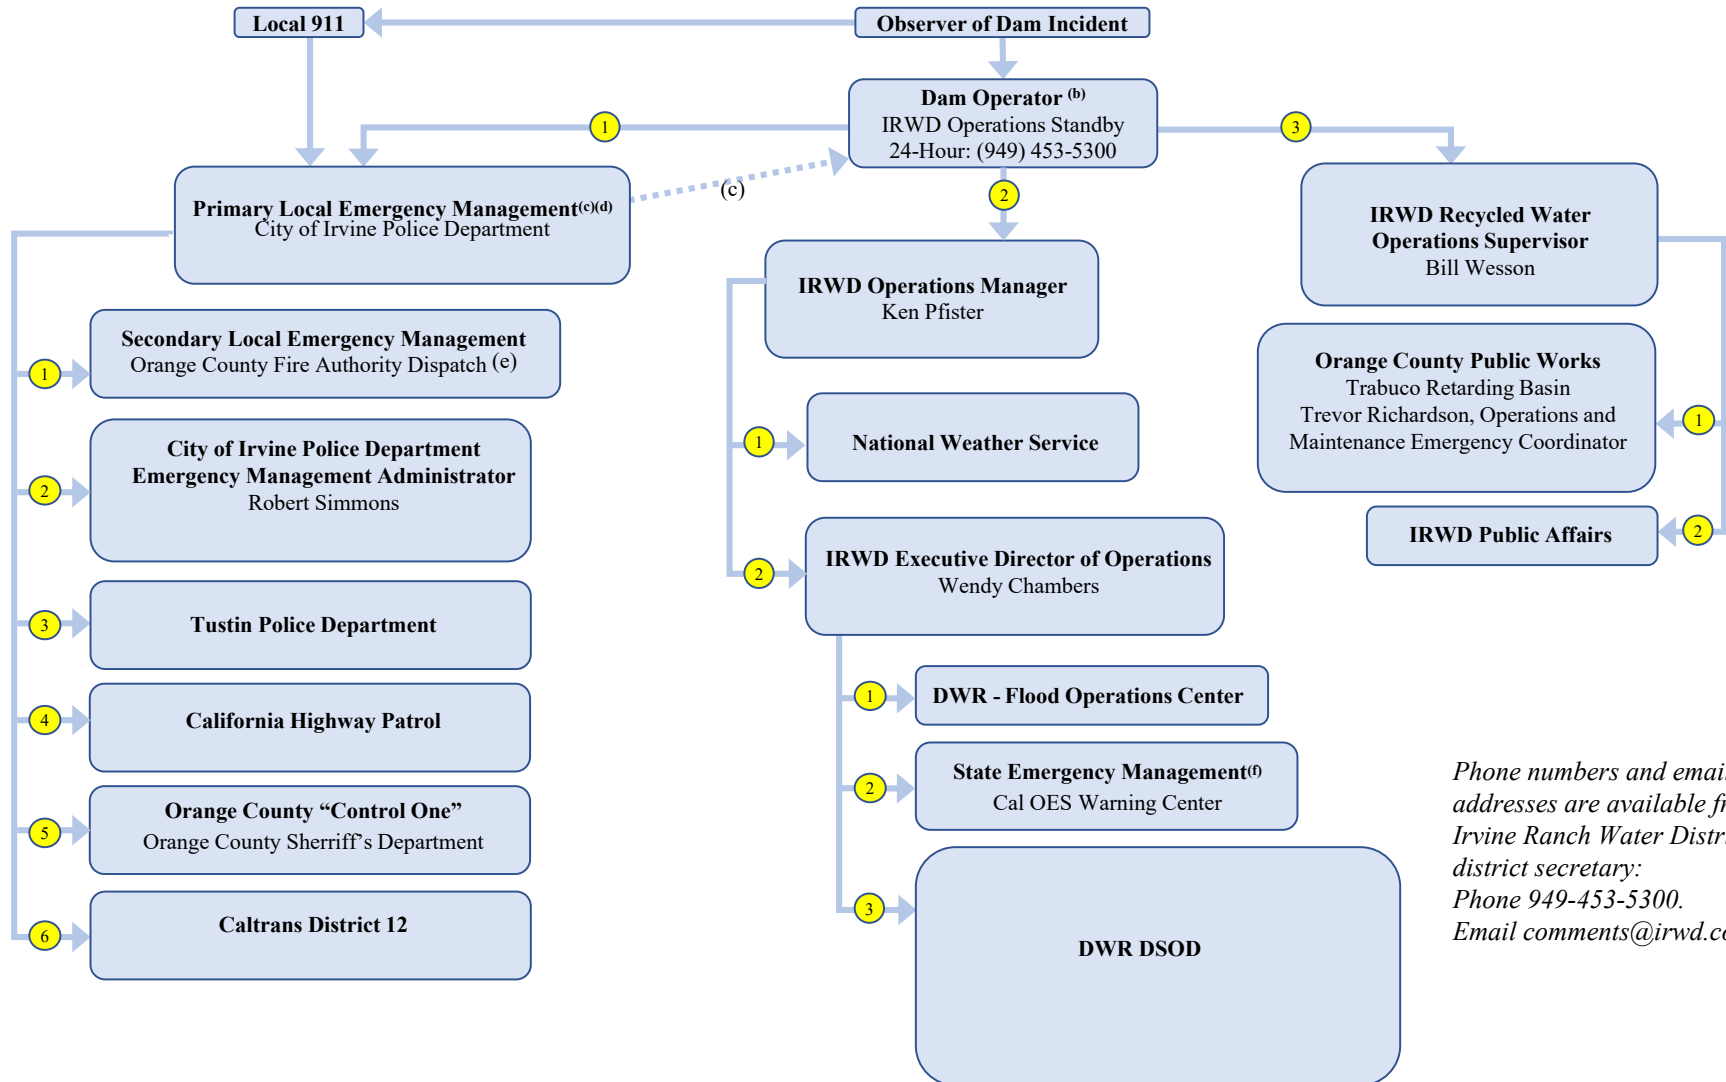 Local 911
Observer of Dam Incident
Dam Operator (b)
IRWD Operations Standby
24-Hour: (949) 453-5300
1
3
(c)
2
Primary Local Emergency Management(c)(d)
City of Irvine Police Department
IRWD Recycled Water
Operations Supervisor
Bill Wesson
IRWD Operations Manager
Ken Pfister
Secondary Local Emergency Management
Orange County Fire Authority Dispatch (e)
1
Orange County Public Works
Trabuco Retarding Basin
Trevor Richardson, Operations and
Maintenance Emergency Coordinator
1
National Weather Service
1
City of Irvine Police Department
Emergency Management Administrator
Robert Simmons
2
IRWD Public Affairs
2
IRWD Executive Director of Operations
Wendy Chambers
2
Tustin Police Department
3
DWR - Flood Operations Center
1
California Highway Patrol
4
State Emergency Management(f)
Cal OES Warning Center
2
Orange County “Control One”
Orange County Sherriff’s Department
5
Caltrans District 12
6
DWR DSOD
3
Phone numbers and email
addresses are available
Irvine Ranch Water
district secretary:
Phone 949-453-5300.
Email